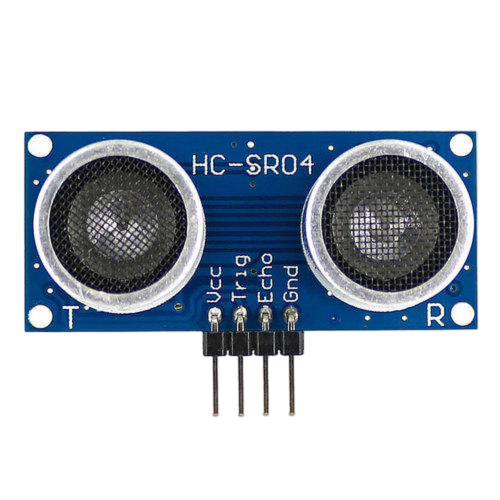 HC-SR04
Vcc
Trig
Echo
Gnd
T
R